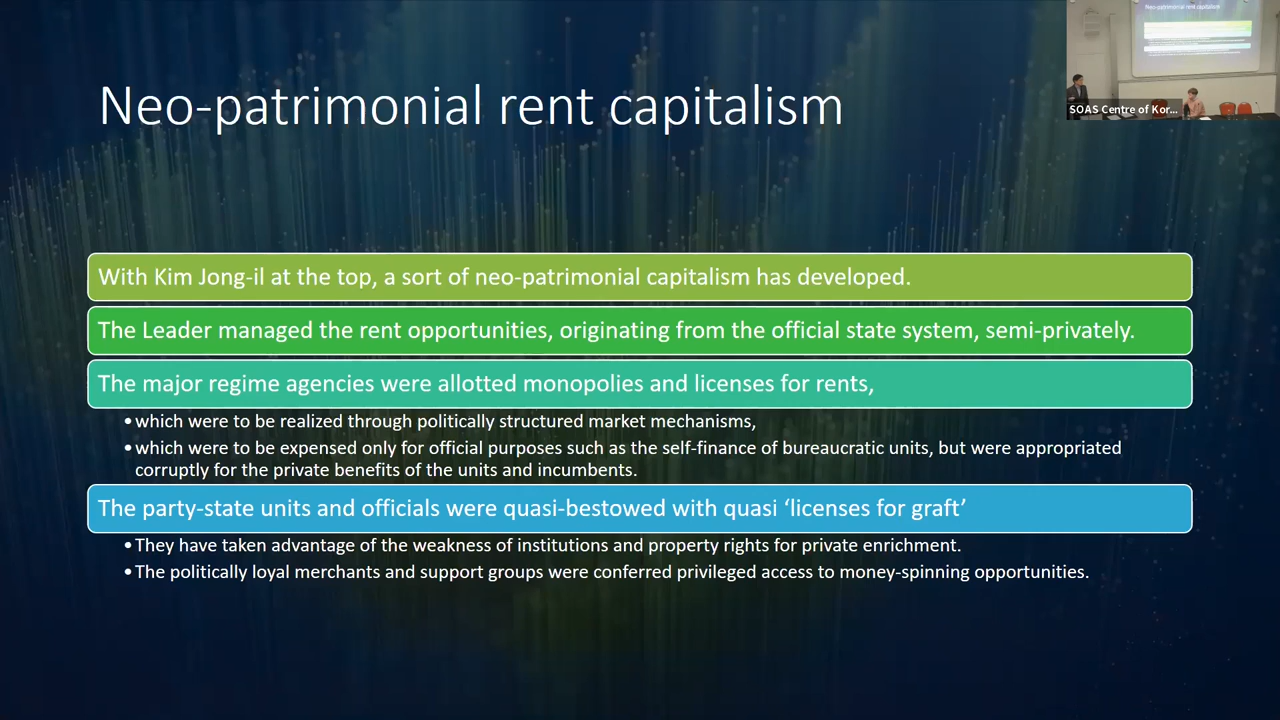 Neo-patrimonial rent capitalism
SOAS Centre of Kor...
With Kim Jong-il at the top, a sort of neo-patrimonial capitalism has developed.
The Leader managed the rent opportunities, originating from the official state system, semi-privately.
The major regime agencies were allotted monopolies and licenses for rents,
•which were to be realized through politically structured market mechanisms,
•which were to be expensed only for official purposes such as the self-finance of bureaucratic units, but were appropriated
corruptly for the private benefits of the units and incumbents.
The party-state units and officials were quasi-bestowed with quasi ‘licenses for graft’
•They have taken advantage of the weakness of institutions and property rights for private enrichment.
•The politically loyal merchants and support groups were conferred privileged access to money-spinning opportunities.